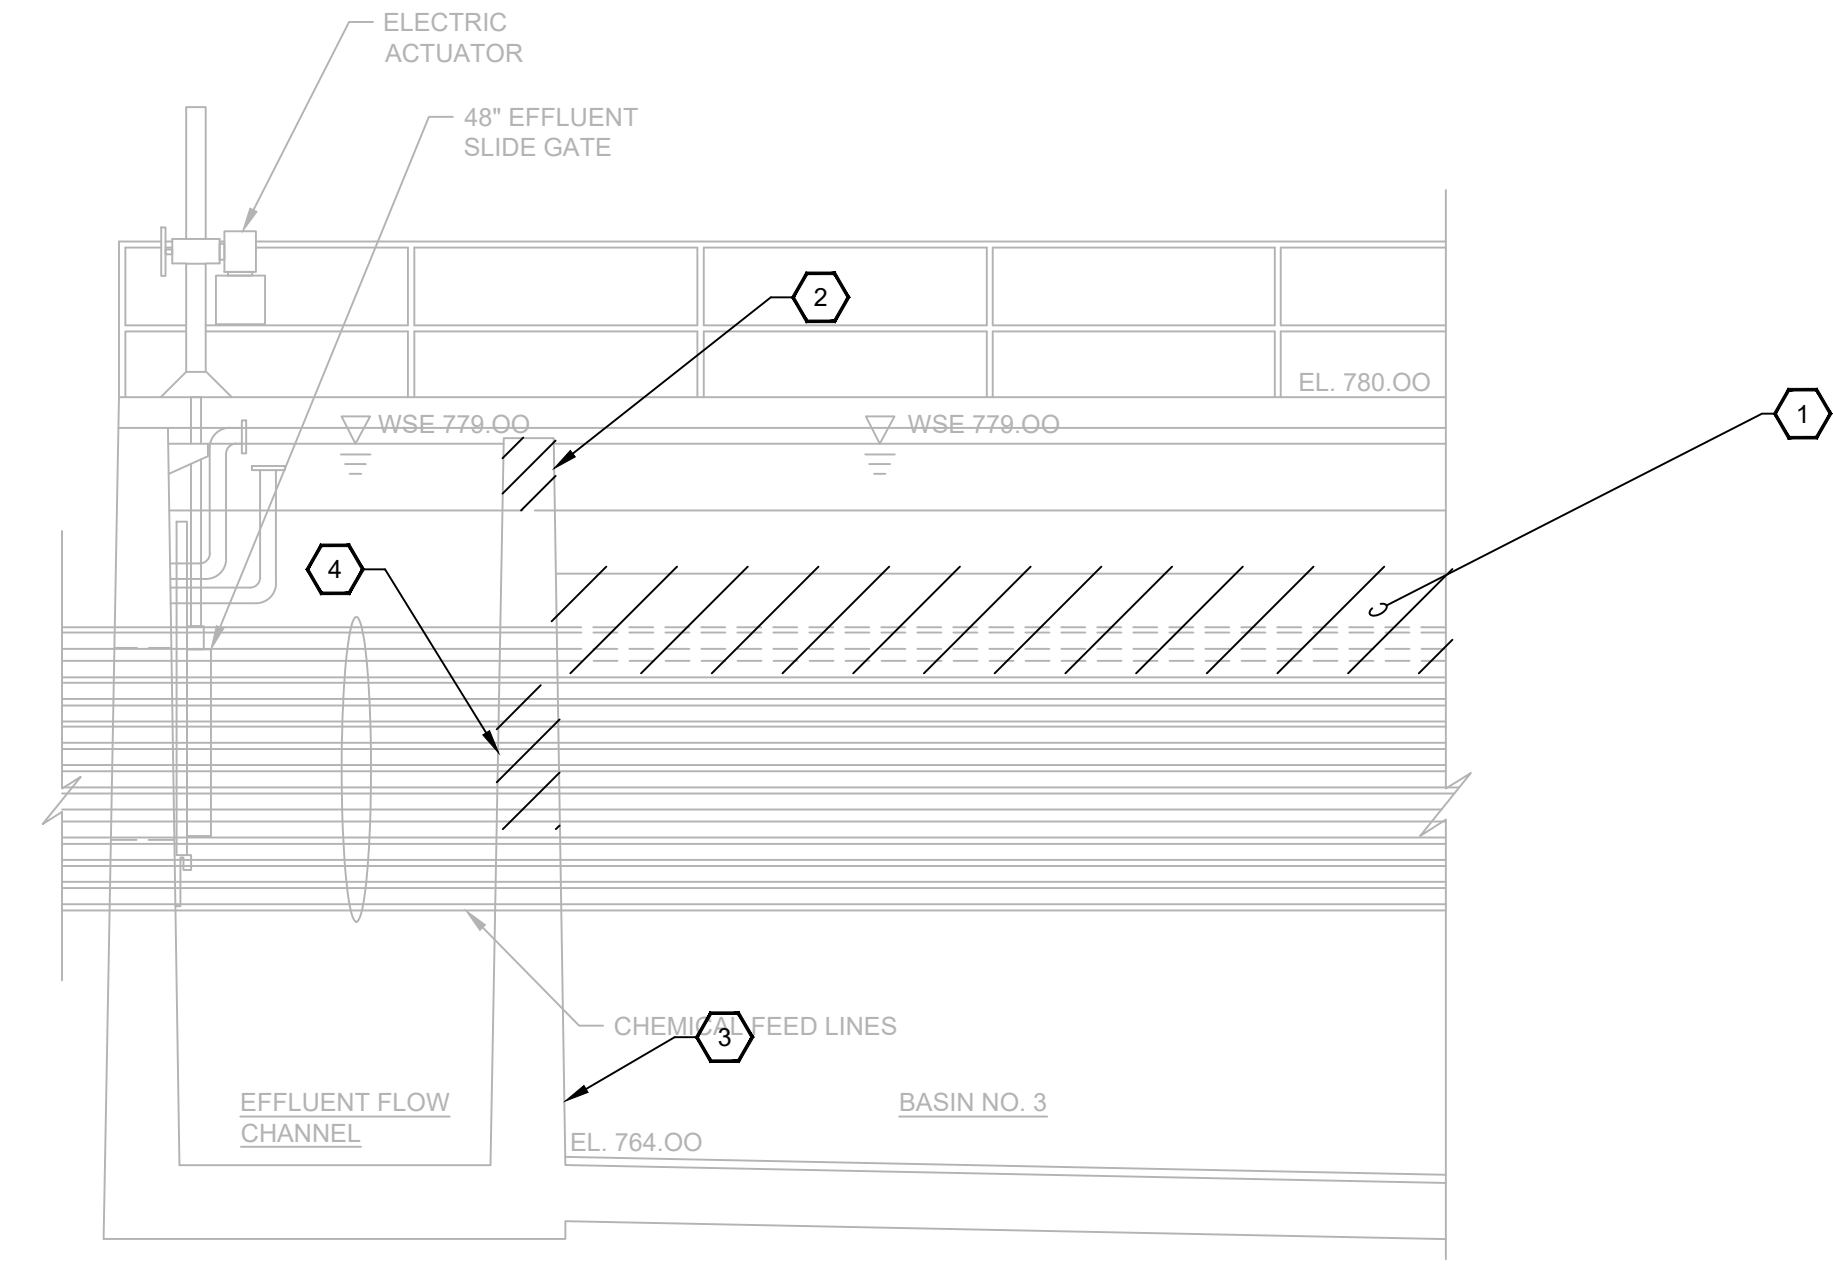 ELECTRIC
ACTUATOR
48" EFFLUENT
SLIDE GATE
2
EL. 780.OO
1
WSE 779.OO
WSE 779.OO
4
CHEMICAL FEED LINES
3
EFFLUENT FLOW
CHANNEL
BASIN NO. 3
EL. 764.OO